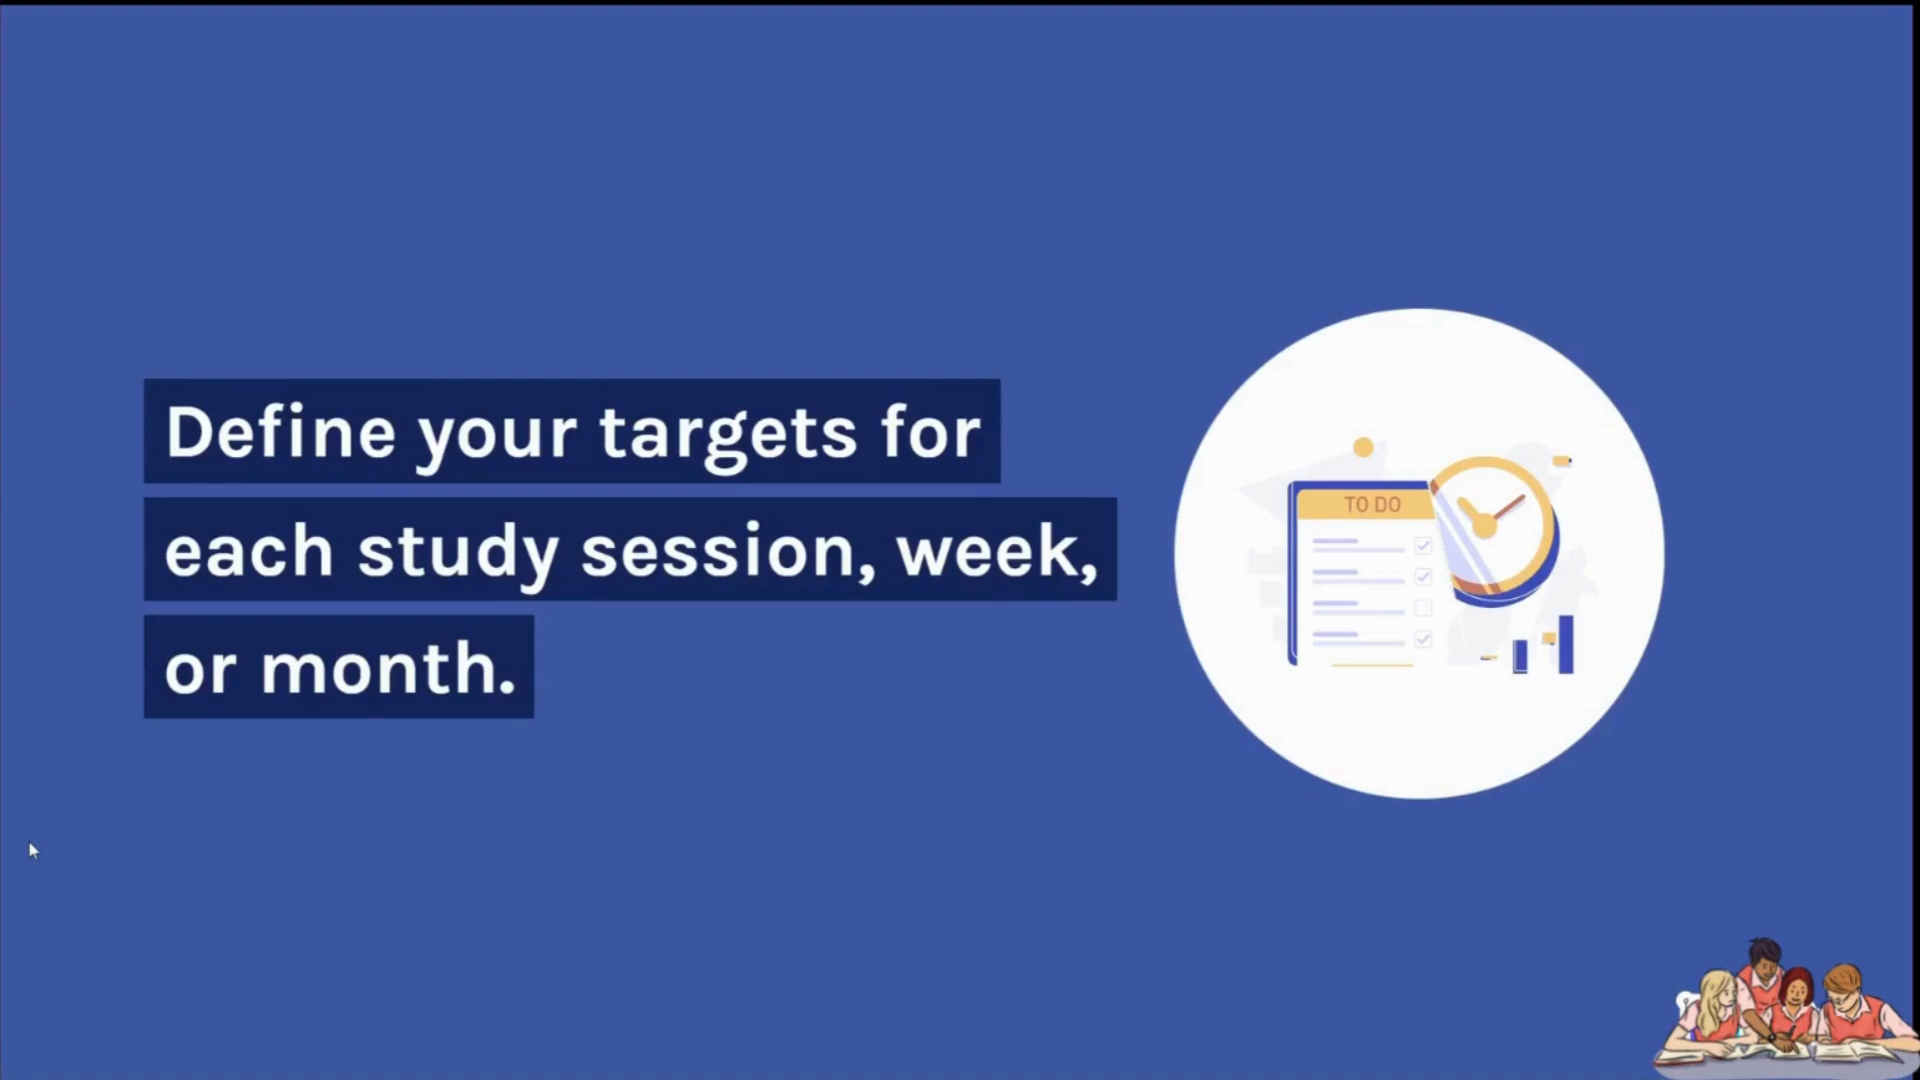 Define your targets for
each study session, week,
or month.
TO DO